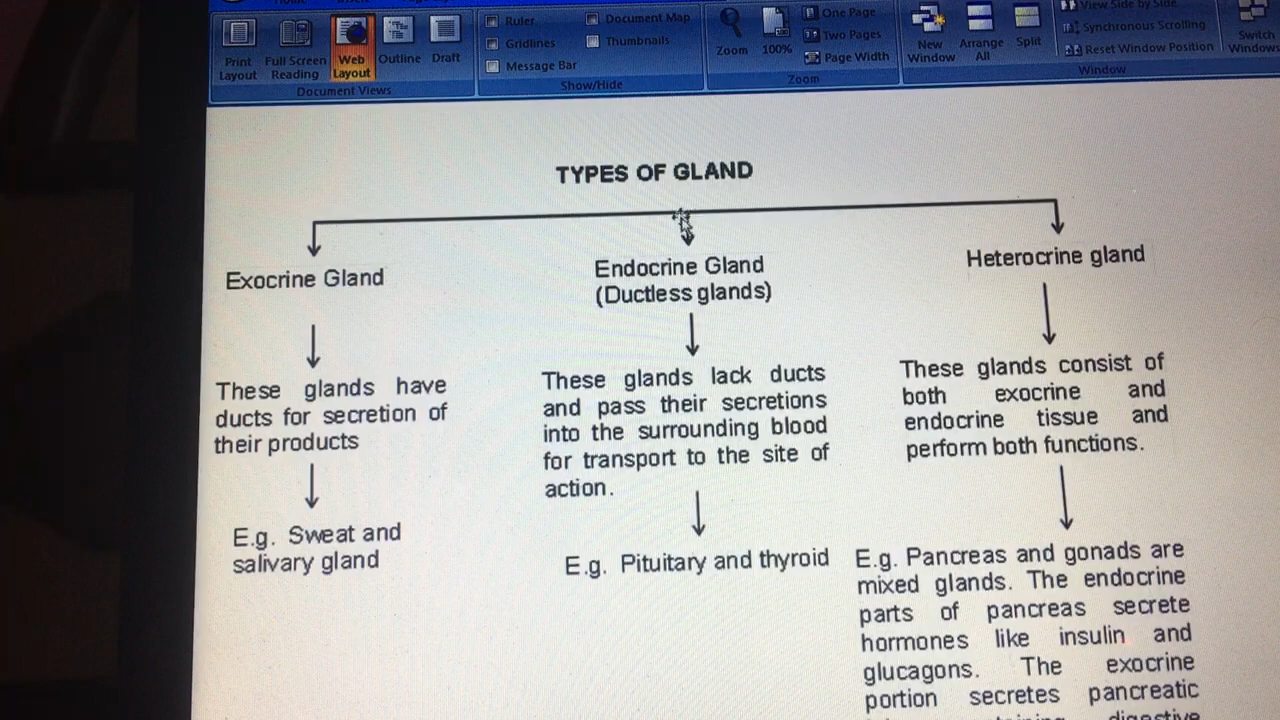 Print Layout
Full Screen Reading
Web Layout
Outline
Draft
Document Views
Ruler
Gridlines
Message Bar
Document Map
Thumbnails
Show/Hide
Zoom
100%
One Page
Two Pages
Page Width
Zoom
New Window
Arrange All
Split
View Side by Side
Synchronous Scrolling
Reset Window Position
Window
Switch
TYPES OF GLAND
Exocrine Gland
These glands have
ducts for secretion of
their products
E.g. Sweat and
salivary gland
Endocrine Gland
(Ductless glands)
These glands lack ducts
and pass their secretions
into the surrounding blood
for transport to the site of
action.
E.g. Pituitary and thyroid
Heterocrine gland
These glands consist of
both exocrine and
endocrine tissue and
perform both functions.
E.g. Pancreas and gonads are
mixed glands. The endocrine
parts of pancreas secrete
hormones like insulin and
glucagons. The exocrine
portion secretes pancreatic
digestive